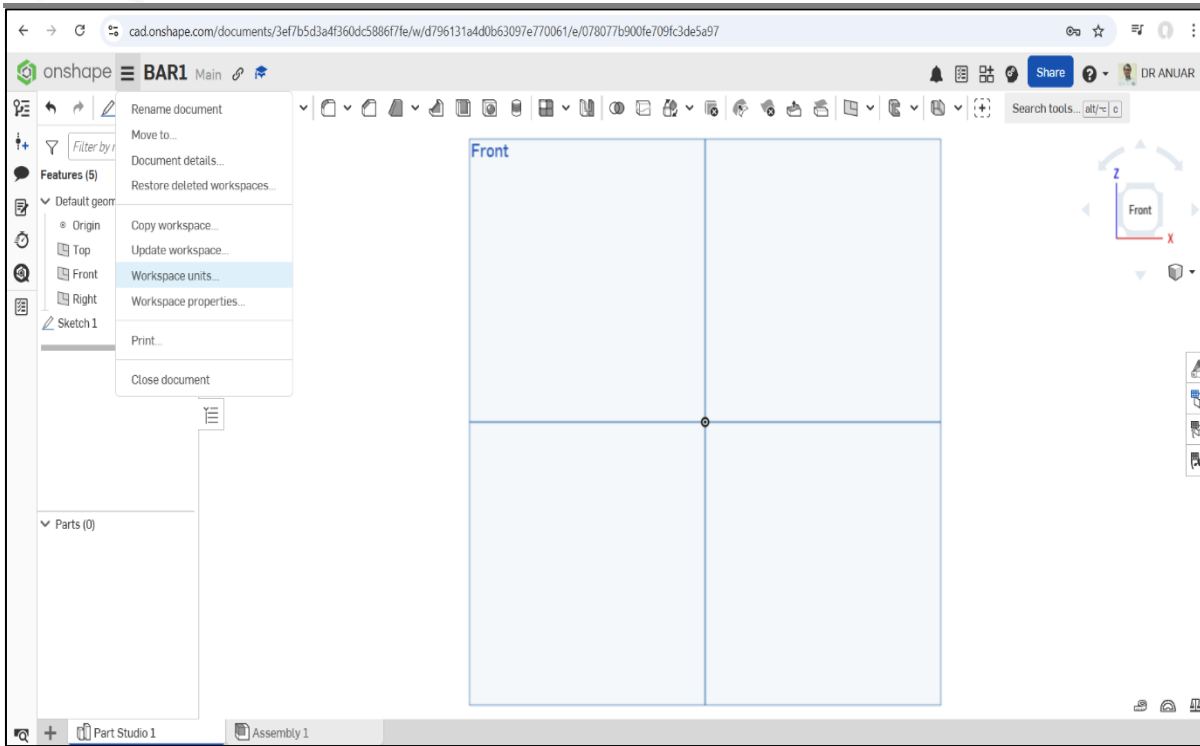 cad.onshape.com/documents/3ef7b5d3a4f360dc5886f7fe/w/d796131a4d0b63097e770061/e/078077b900fe709fc3de5a97
onshape BAR1 Main Share DR ANUAR
Search tools... alt/⌥ c
Rename document
Move to...
Document details...
Restore deleted workspaces...
Copy workspace...
Update workspace...
Workspace units...
Workspace properties...
Print...
Close document
Filter by
Features (5)
Default geom
Origin
Top
Front
Right
Sketch 1
Parts (0)
Front
Z
Front
X
Part Studio 1
Assembly 1